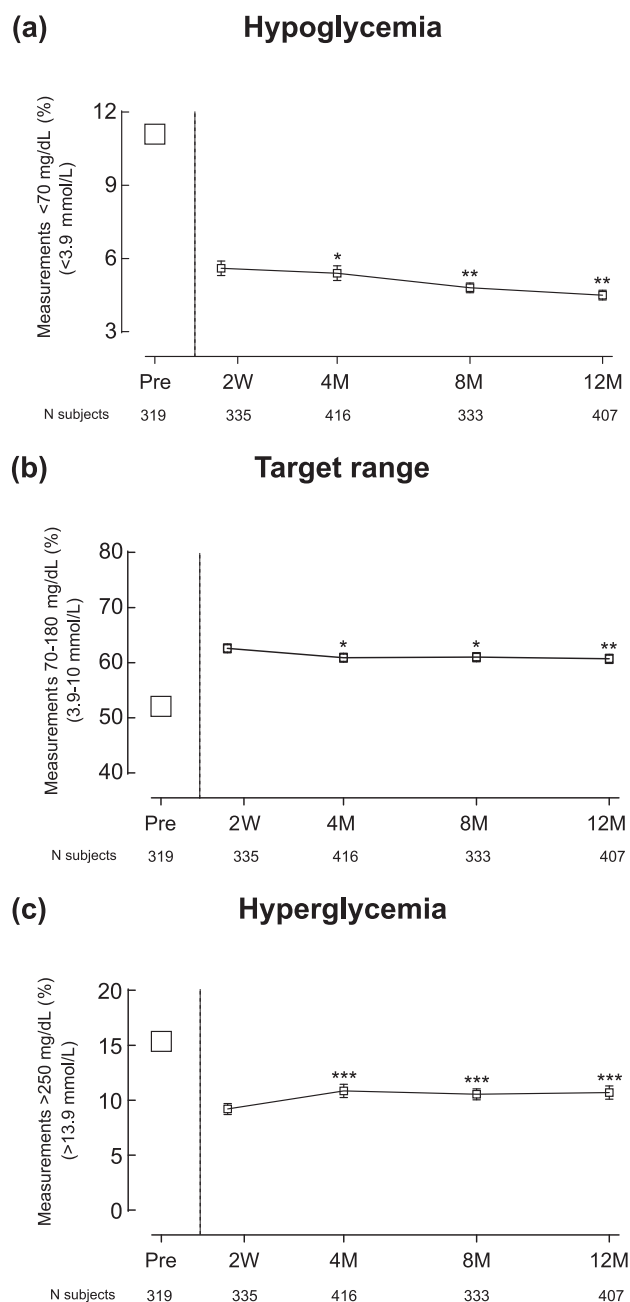 (a) Hypoglycemia
Measurements <70 mg/dL (%)
(<3.9 mmol/L)
12
9
6
3
*
**
**
Pre 2W 4M 8M 12M
N subjects 319 335 416 333 407
(b) Target range
Measurements 70-180 mg/dL (%)
(3.9-10 mmol/L)
80
70
60
50
40
*
*
**
Pre 2W 4M 8M 12M
N subjects 319 335 416 333 407
(c) Hyperglycemia
Measurements >250 mg/dL (%)
(>13.9 mmol/L)
20
15
10
5
0
***
***
***
Pre 2W 4M 8M 12M
N subjects 319 335 416 333 407